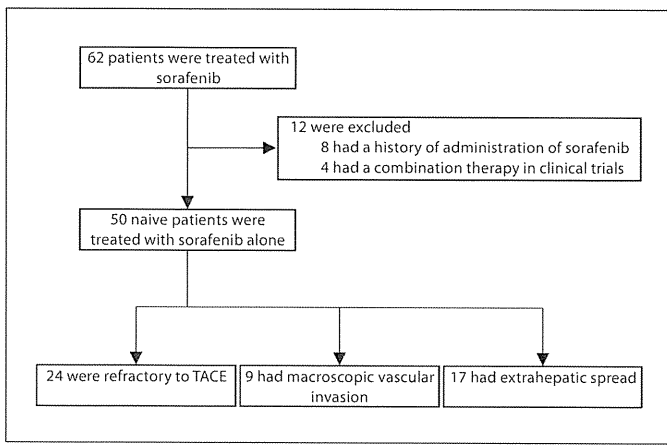 62 patients were treated with
sorafenib
12 were excluded
8 had a history of administration of sorafenib
4 had a combination therapy in clinical trials
50 naive patients were
treated with sorafenib alone
24 were refractory to TACE
9 had macroscopic vascular
invasion
17 had extrahepatic spread